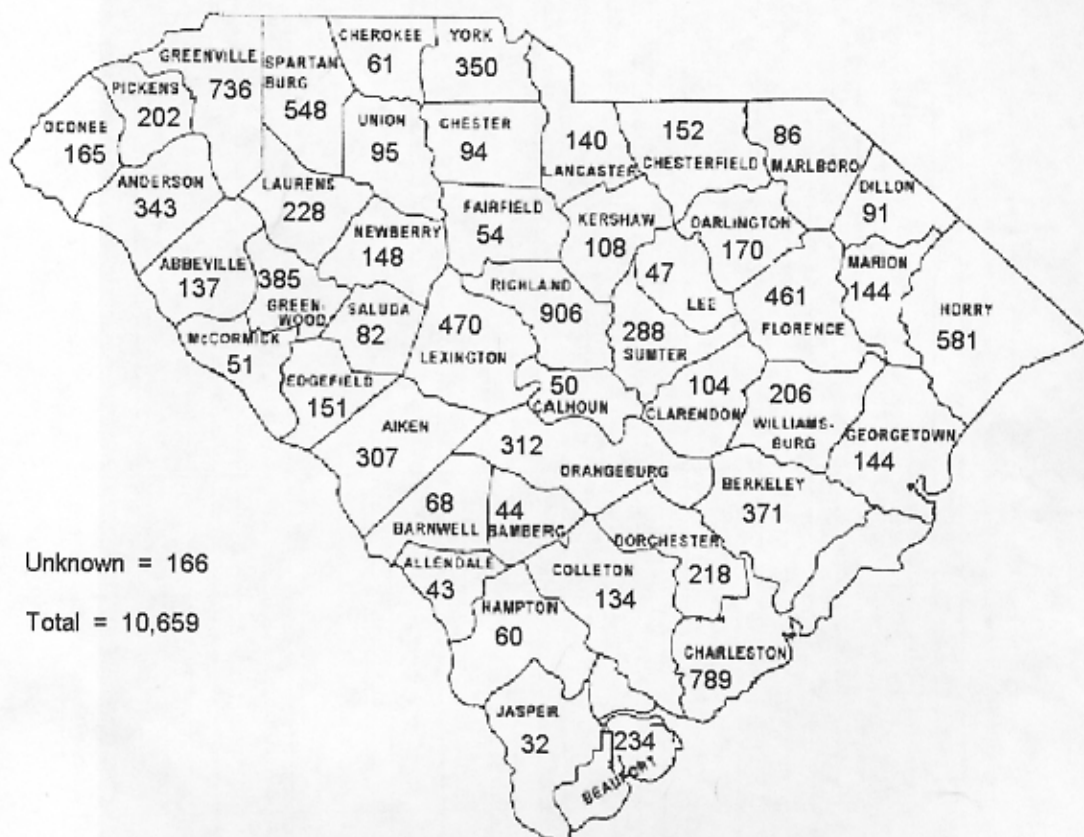 CHEROKEE
61
YORK
350
GREENVILLE
736
SPARTAN-
BURG
548
PICKENS
202
OCONEE
165
UNION
95
CHESTER
94
140
LANCASTER
152
CHESTERFIELD
86
MARLBORO
DILLON
91
ANDERSON
343
LAURENS
228
FAIRFIELD
54
KERSHAW
108
DARLINGTON
170
NEWBERRY
148
ABBEVILLE
137
385
GREEN-
WOOD
SALUDA
82
RICHLAND
906
47
LEE
461
FLORENCE
MARION
144
HORRY
581
McCORMICK
51
470
LEXINGTON
288
SUMTER
EDGEFIELD
151
50
CALHOUN
104
CLARENDON
206
WILLIAMS-
BURG
GEORGETOWN
144
AIKEN
307
312
ORANGEBURG
BERKELEY
371
68
BARNWELL
44
BAMBERG
DORCHESTER
218
ALLENDALE
43
COLLETON
134
HAMPTON
60
CHARLESTON
789
JASPER
32
234
BEAUFORT
Unknown = 166
Total = 10,659